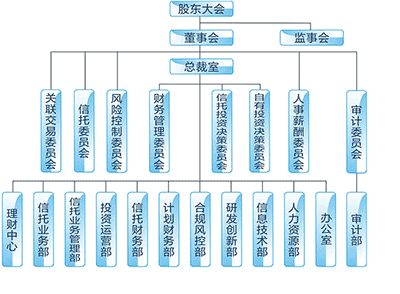 股东大会
董事会
监事会
总裁室
关联交易委员会
信托委员会
风险控制委员会
财务管理委员会
信托投资决策委员会
自有投资决策委员会
人事薪酬委员会
审计委员会
理财中心
信托业务部
信托业务管理部
投资运营部
信托财务部
计划财务部
合规风控部
研发创新部
信息技术部
人力资源部
办公室
审计部